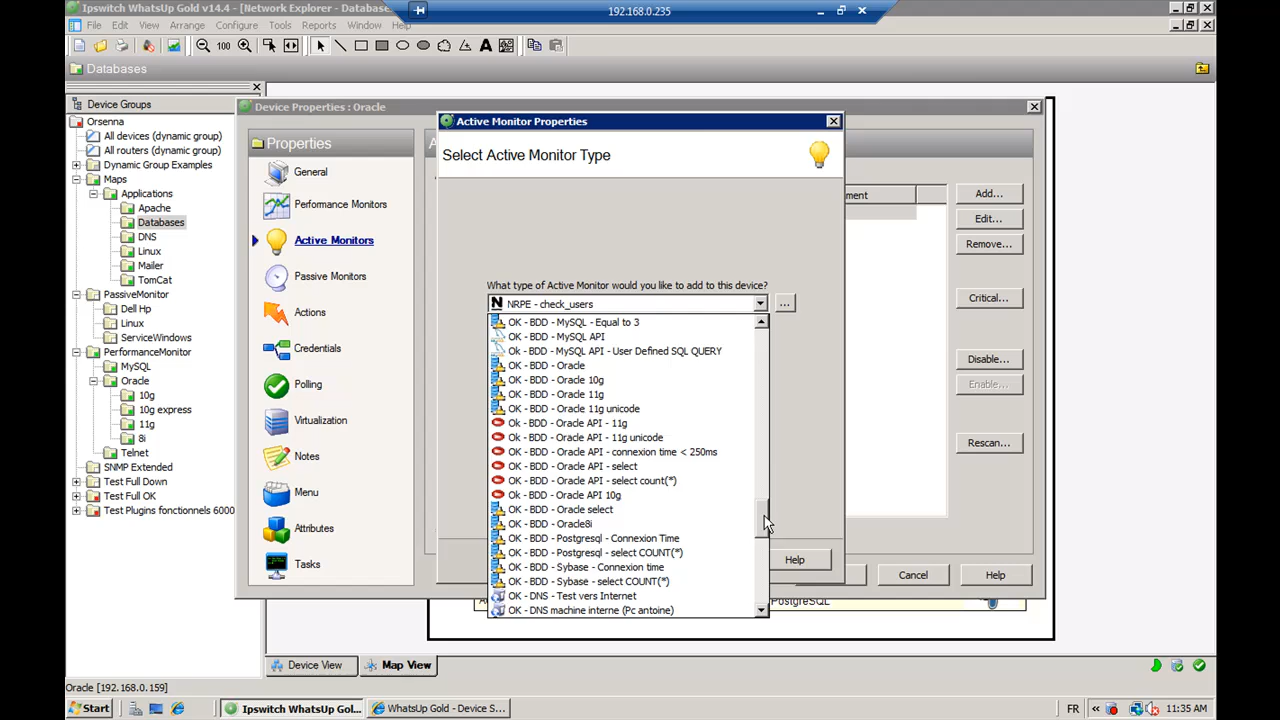 Ipswitch WhatsUp Gold v14.4 - [Network Explorer - Databases
192.168.0.235
File Edit View Arrange Configure Tools Reports Window Help
100
Databases
Device Groups
Orsenna
All devices (dynamic group)
All routers (dynamic group)
Dynamic Group Examples
Maps
Applications
Apache
Databases
DNS
Linux
Mailer
TomCat
PassiveMonitor
Dell Hp
Linux
ServiceWindows
PerformanceMonitor
MySQL
Oracle
10g
10g express
11g
8i
Telnet
SNMP Extended
Test Full Down
Test Full OK
Test Plugins fonctionnels 6000
Device Properties : Oracle
Properties
General
Performance Monitors
Active Monitors
Passive Monitors
Actions
Credentials
Polling
Virtualization
Notes
Menu
Attributes
Tasks
A
ment
Add...
Edit...
Remove...
Critical...
Disable...
Enable...
Rescan...
Cancel
Help
Active Monitor Properties
Select Active Monitor Type
What type of Active Monitor would you like to add to this device?
NRPE - check_users
...
OK - BDD - MySQL - Equal to 3
OK - BDD - MySQL API
Ok - BDD - MySQL API - User Defined SQL QUERY
OK - BDD - Oracle
OK - BDD - Oracle 10g
OK - BDD - Oracle 11g
OK - BDD - Oracle 11g unicode
OK - BDD - Oracle API - 11g
OK - BDD - Oracle API - 11g unicode
OK - BDD - Oracle API - connexion time < 250ms
OK - BDD - Oracle API - select
OK - BDD - Oracle API - select count(*)
Ok - BDD - Oracle API 10g
OK - BDD - Oracle select
OK - BDD - Oracle8i
OK - BDD - Postgresql - Connexion Time
OK - BDD - Postgresql - select COUNT(*)
OK - BDD - Sybase - Connexion time
OK - BDD - Sybase - select COUNT(*)
OK - DNS - Test vers Internet
OK - DNS machine interne (Pc antoine)
Help
PostgreSQL
Device View
Map View
Oracle [192.168.0.159]
Start
Ipswitch WhatsUp Gol...
WhatsUp Gold - Device S...
FR
11:35 AM